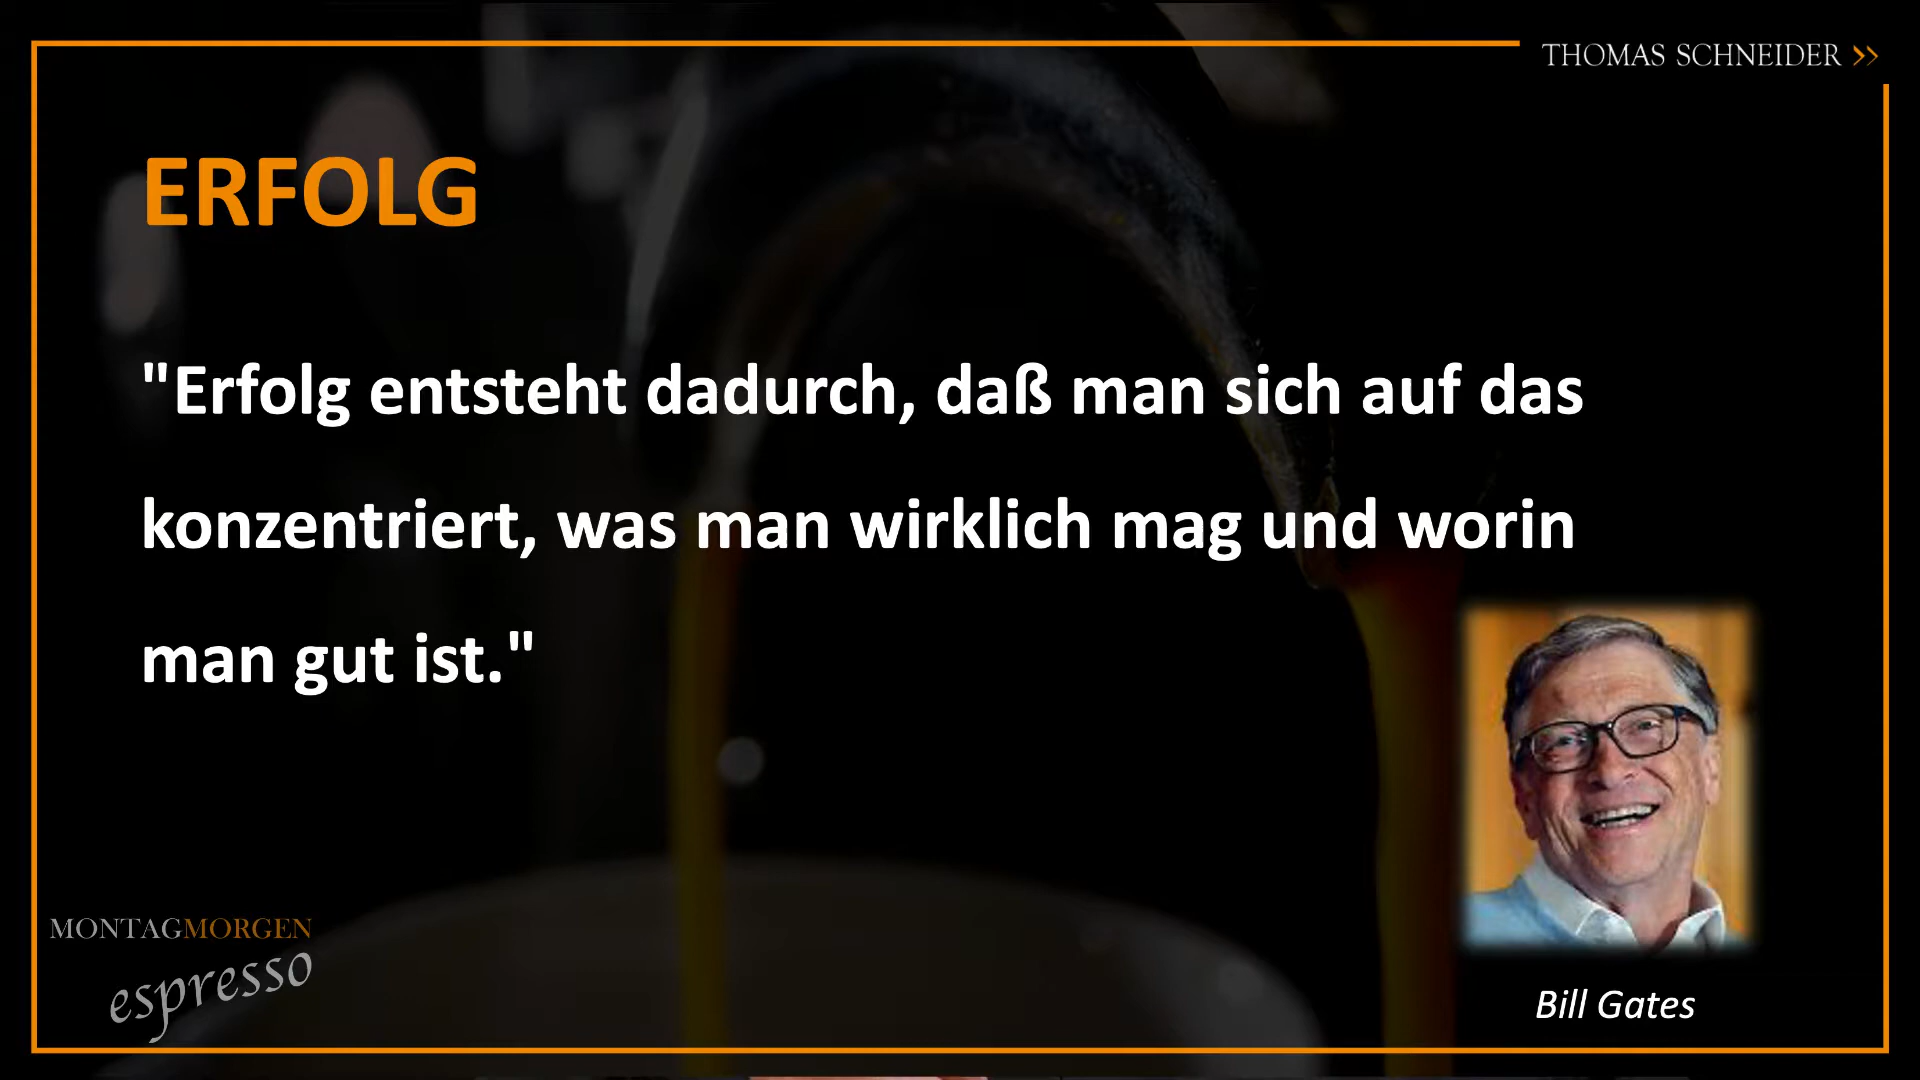 THOMAS SCHNEIDER >>
ERFOLG
"Erfolg entsteht dadurch, daß man sich auf das
konzentriert, was man wirklich mag und worin
man gut ist."
MONTAGMORGEN
espresso
Bill Gates